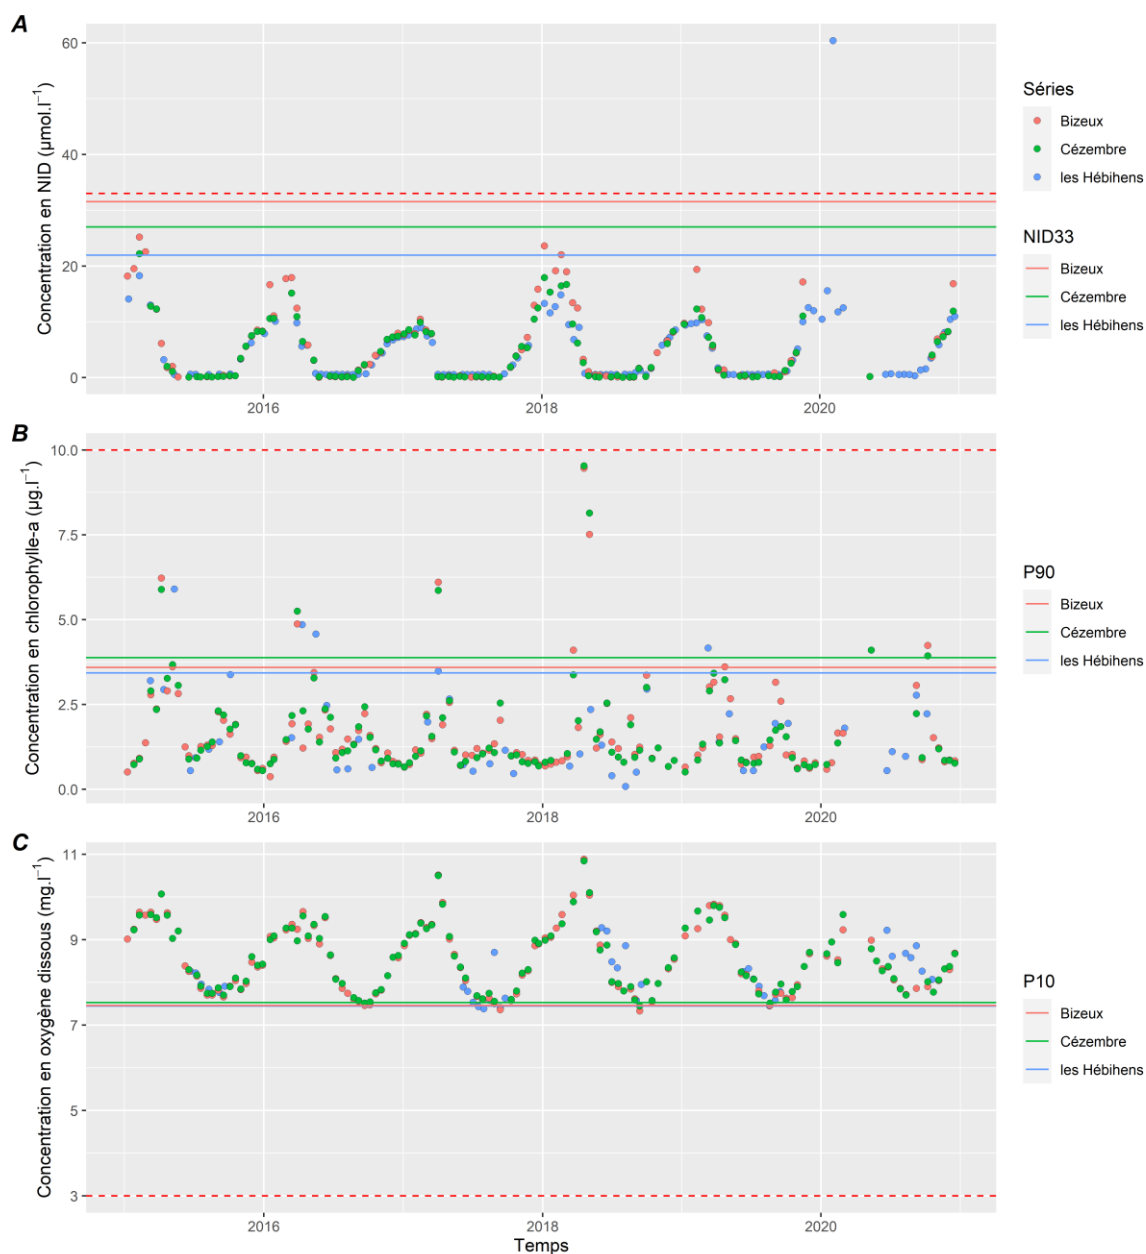 A
Concentration en NID (µmol.l⁻¹)
60
40
20
0
2016
2018
2020
Séries
Bizeux
Cézembre
les Hébihens
NID33
Bizeux
Cézembre
les Hébihens
B
Concentration en chlorophylle-a (µg.l⁻¹)
10.0
7.5
5.0
2.5
0.0
2016
2018
2020
P90
Bizeux
Cézembre
les Hébihens
C
Concentration en oxygène dissous (mg.l⁻¹)
11
9
7
5
3
2016
2018
2020
Temps
P10
Bizeux
Cézembre
les Hébihens